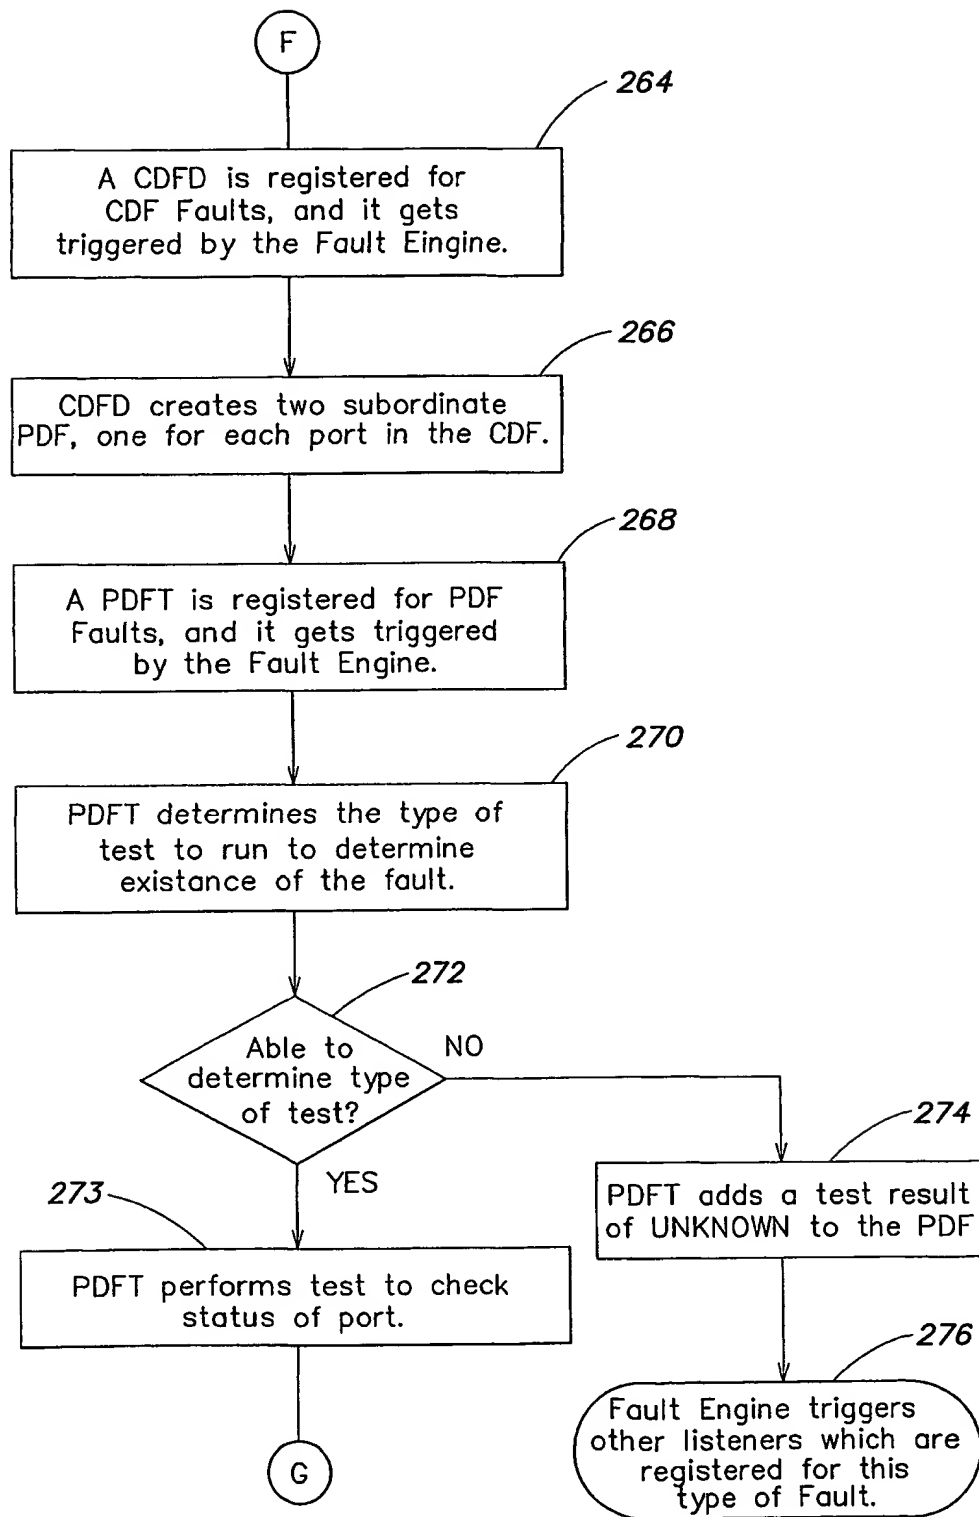 F
264
A CDFD is registered for
CDF Faults, and it gets
triggered by the Fault Eingine.
266
CDFD creates two subordinate
PDF, one for each port in the CDF.
268
A PDFT is registered for PDF
Faults, and it gets triggered
by the Fault Engine.
270
PDFT determines the type of
test to run to determine
existance of the fault.
272
Able to
determine type
of test?
NO
YES
273
PDFT performs test to check
status of port.
G
274
PDFT adds a test result
of UNKNOWN to the PDF
276
Fault Engine triggers
other listeners which are
registered for this
type of Fault.